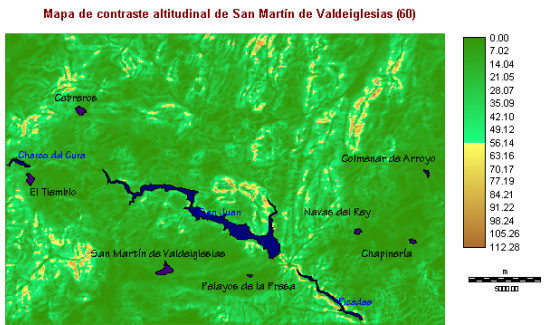 Mapa de contraste altitudinal de San Martín de Valdeiglesias (60)
0.00
7.02
14.04
21.05
28.07
35.09
42.10
49.12
56.14
63.16
70.17
77.19
84.21
91.22
98.24
105.26
112.28
m
5000.00
Cebreros
Charco del Cura
El Tiemblo
Colmenar de Arroyo
San Juan
Navas del Rey
San Martín de Valdeiglesias
Chapinería
Pelayos de la Presa
Picadas